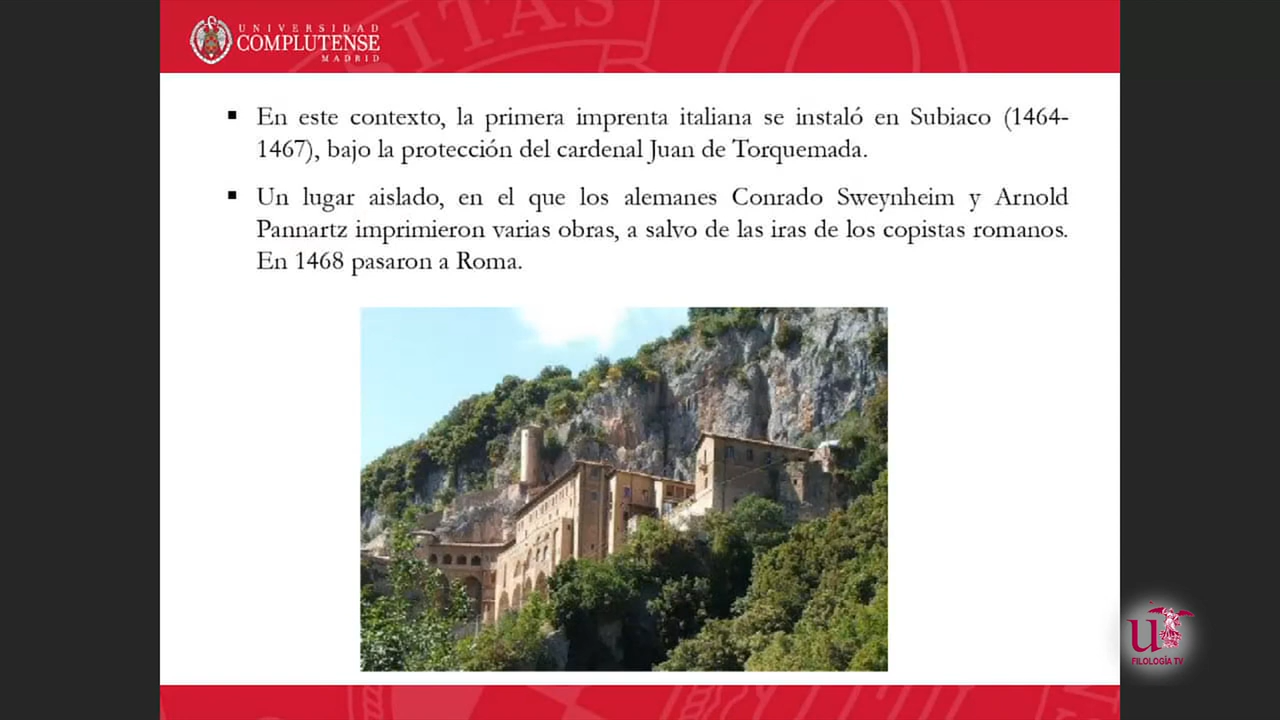 UNIVERSIDAD
COMPLUTENSE
MADRID
ITAS
▪ En este contexto, la primera imprenta italiana se instaló en Subiaco (1464-
1467), bajo la protección del cardenal Juan de Torquemada.
▪ Un lugar aislado, en el que los alemanes Conrado Sweynheim y Arnold
Pannartz imprimieron varias obras, a salvo de las iras de los copistas romanos.
En 1468 pasaron a Roma.
u
FILOLOGÍA TV